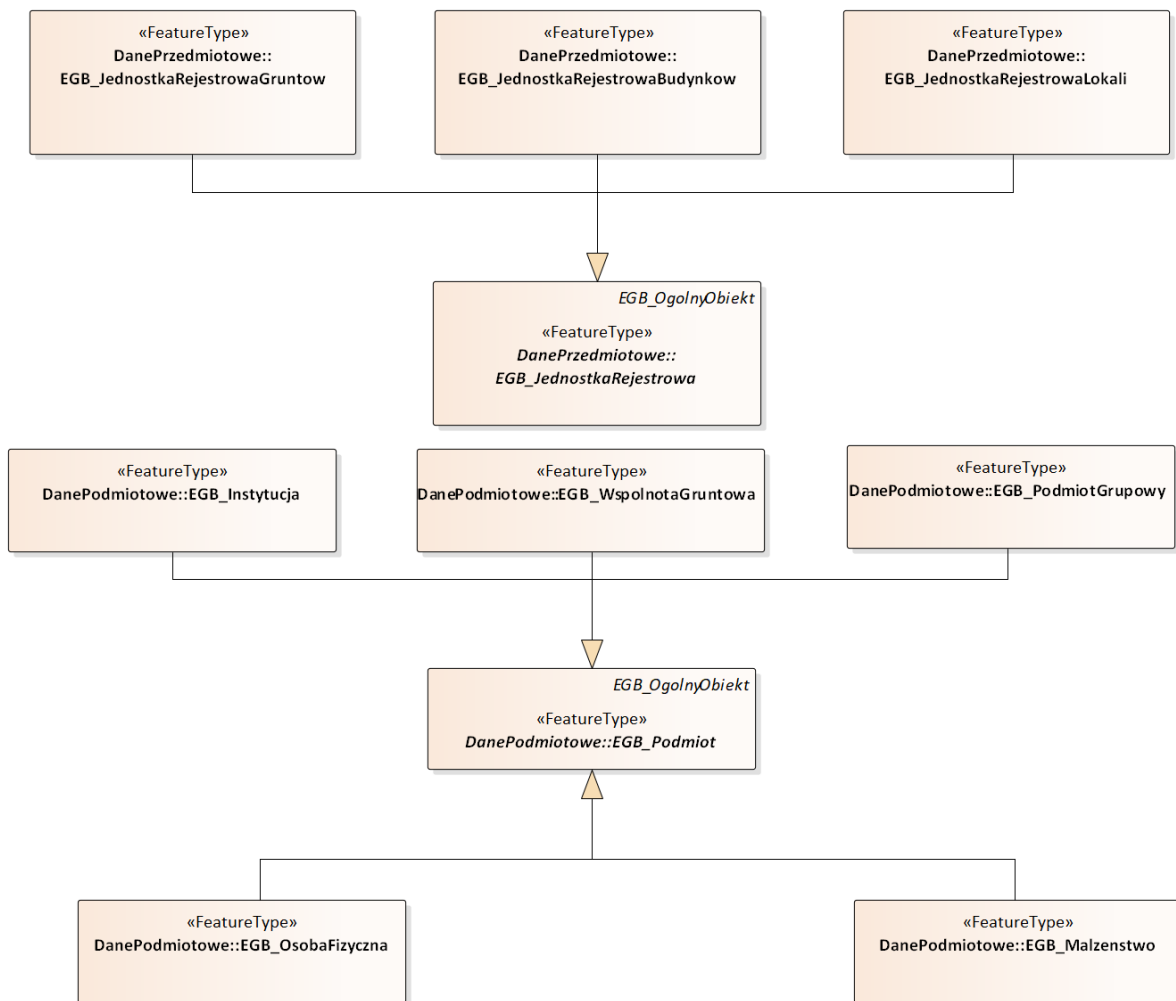 «FeatureType»
DanePrzedmiotowe::
EGB_JednostkaRejestrowaGruntow
«FeatureType»
DanePrzedmiotowe::
EGB_JednostkaRejestrowaBudynkow
«FeatureType»
DanePrzedmiotowe::
EGB_JednostkaRejestrowaLokali
EGB_OgolnyObiekt
«FeatureType»
DanePrzedmiotowe::
EGB_JednostkaRejestrowa
«FeatureType»
DanePodmiotowe::EGB_Instytucja
«FeatureType»
DanePodmiotowe::EGB_WspolnotaGruntowa
«FeatureType»
DanePodmiotowe::EGB_PodmiotGrupowy
EGB_OgolnyObiekt
«FeatureType»
DanePodmiotowe::EGB_Podmiot
«FeatureType»
DanePodmiotowe::EGB_OsobaFizyczna
«FeatureType»
DanePodmiotowe::EGB_Malzenstwo